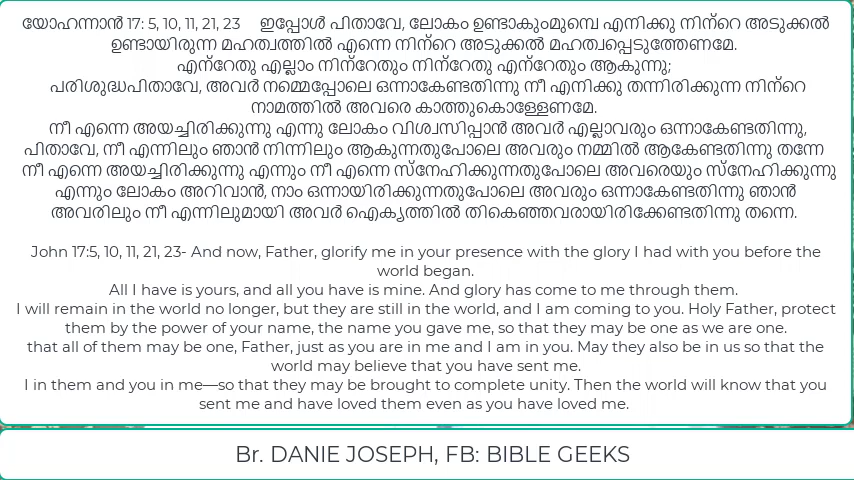 യോഹന്നാൻ 17: 5, 10, 11, 21, 23 ഇപ്പോൾ പിതാവേ, ലോകം ഉണ്ടാകുംമുമ്പെ എനിക്കു നിന്റെ അടുക്കൽ
ഉണ്ടായിരുന്ന മഹത്വത്തിൽ എന്നെ നിന്റെ അടുക്കൽ മഹത്വപ്പെടുത്തേണമേ.
എന്റേതു എല്ലാം നിന്റേതും നിന്റേതു എന്റേതും ആകുന്നു;
പരിശുദ്ധപിതാവേ, അവർ നമ്മെപ്പോലെ ഒന്നാകേണ്ടതിന്നു നീ എനിക്കു തന്നിരിക്കുന്ന നിന്റെ
നാമത്തിൽ അവരെ കാത്തുകൊള്ളേണമേ.
നീ എന്നെ അയച്ചിരിക്കുന്നു എന്നു ലോകം വിശ്വസിപ്പാൻ അവർ എല്ലാവരും ഒന്നാകേണ്ടതിന്നു,
പിതാവേ, നീ എന്നിലും ഞാൻ നിന്നിലും ആകുന്നതുപോലെ അവരും നമ്മിൽ ആകേണ്ടതിന്നു തന്നേ
നീ എന്നെ അയച്ചിരിക്കുന്നു എന്നും നീ എന്നെ സ്നേഹിക്കുന്നതുപോലെ അവരെയും സ്നേഹിക്കുന്നു
എന്നും ലോകം അറിവാൻ, നാം ഒന്നായിരിക്കുന്നതുപോലെ അവരും ഒന്നാകേണ്ടതിന്നു ഞാൻ
അവരിലും നീ എന്നിലുമായി അവർ ഐക്യത്തിൽ തികെഞ്ഞവരായിരിക്കേണ്ടതിന്നു തന്നെ.
John 17:5, 10, 11, 21, 23- And now, Father, glorify me in your presence with the glory I had with you before the
world began.
All I have is yours, and all you have is mine. And glory has come to me through them.
I will remain in the world no longer, but they are still in the world, and I am coming to you. Holy Father, protect
them by the power of your name, the name you gave me, so that they may be one as we are one.
that all of them may be one, Father, just as you are in me and I am in you. May they also be in us so that the
world may believe that you have sent me.
I in them and you in me—so that they may be brought to complete unity. Then the world will know that you
sent me and have loved them even as you have loved me.
Br. DANIE JOSEPH, FB: BIBLE GEEKS